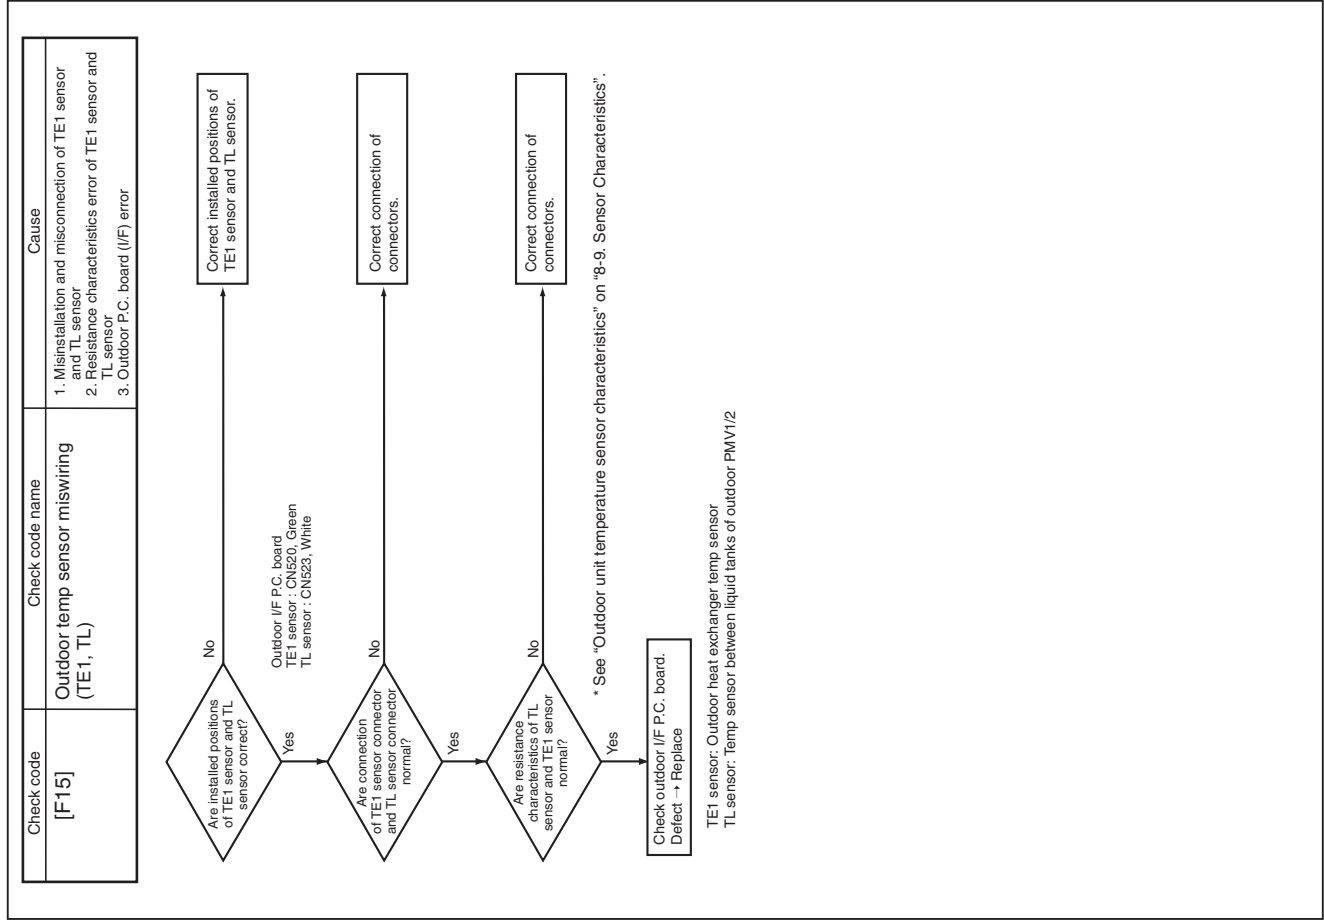 Check code
Check code name
Cause
[F15]
Outdoor temp sensor miswiring
(TE1, TL)
1. Misinstallation and misconnection of TE1 sensor
and TL sensor
2. Resistance characteristics error of TE1 sensor and
TL sensor
3. Outdoor P.C. board (I/F) error
Are installed positions
of TE1 sensor and TL
sensor correct?
No
Correct installed positions of
TE1 sensor and TL sensor.
Yes
Outdoor I/F P.C. board
TE1 sensor : CN520, Green
TL sensor : CN523, White
Are connection
of TE1 sensor connector
and TL sensor connector
normal?
No
Correct connection of
connectors.
Yes
Are resistance
characteristics of TL
sensor and TE1 sensor
normal?
No
Correct connection of
connectors.
Yes
* See “Outdoor unit temperature sensor characteristics” on “8-9. Sensor Characteristics”.
Check outdoor I/F P.C. board.
Defect → Replace
TE1 sensor: Outdoor heat exchanger temp sensor
TL sensor: Temp sensor between liquid tanks of outdoor PMV1/2